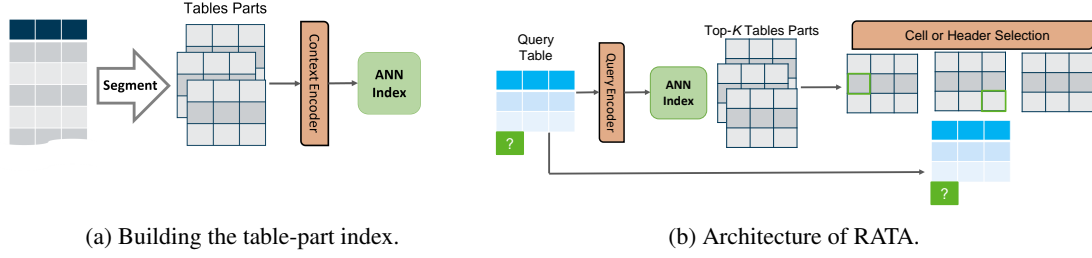 Tables Parts
Segment
Context Encoder
ANN
Index
(a) Building the table-part index.
Query
Table
?
Query Encoder
ANN
Index
Top-K Tables Parts
Cell or Header Selection
?
(b) Architecture of RATA.